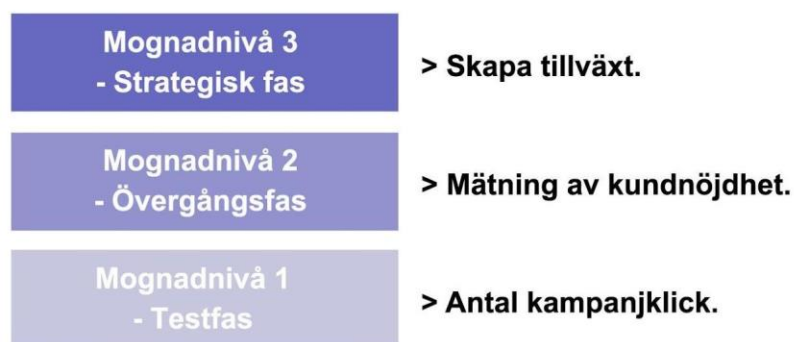 Mognadnivå 3
- Strategisk fas
> Skapa tillväxt.
Mognadnivå 2
- Övergångsfas
> Mätning av kundnöjdhet.
Mognadnivå 1
- Testfas
> Antal kampanjklick.